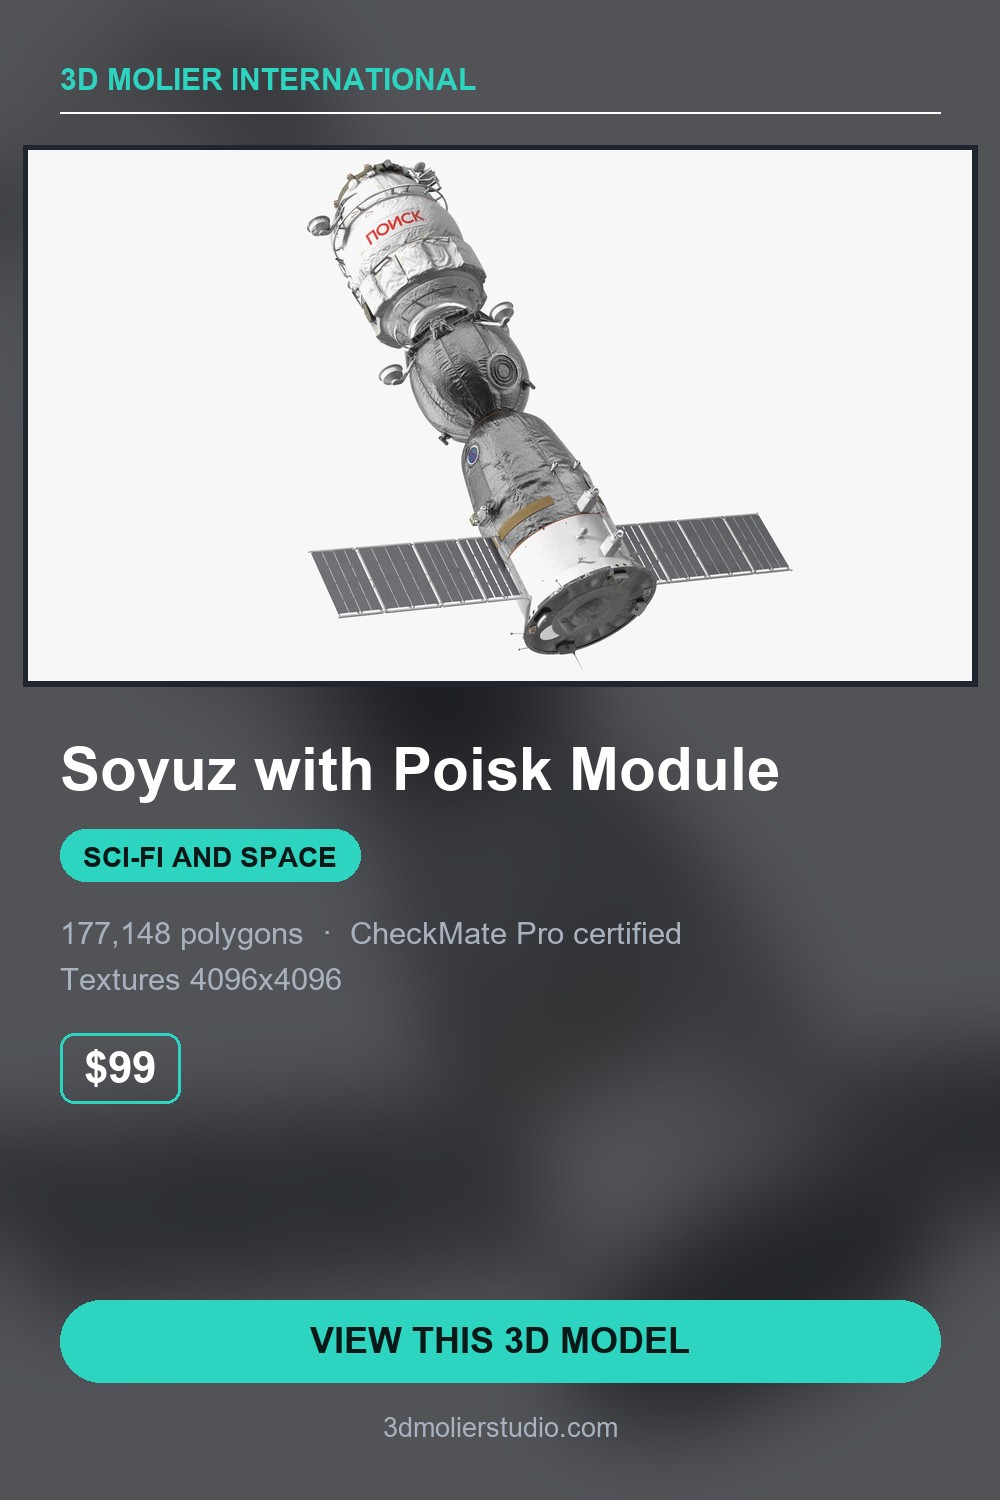 3D MOLIER INTERNATIONAL
ПОИСК
Soyuz with Poisk Module
SCI-FI AND SPACE
177,148 polygons · CheckMate Pro certified
Textures 4096x4096
$99
VIEW THIS 3D MODEL
3dmolierstudio.com